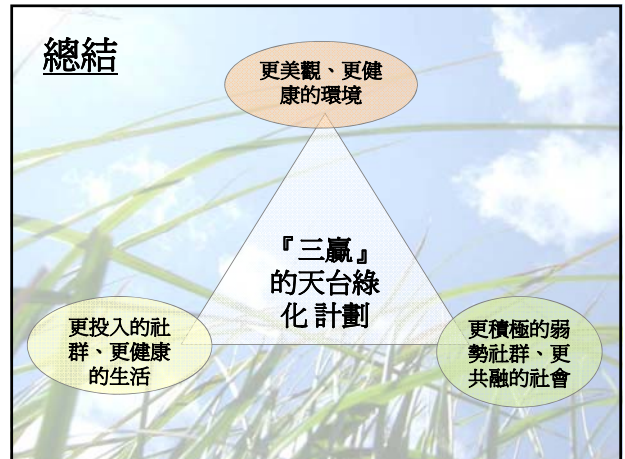 總結
更美觀、更健
康的環境
『三贏』
的天台綠
化 計劃
更投入的社
群、更健康
的生活
更積極的弱
勢社群、更
共融的社會